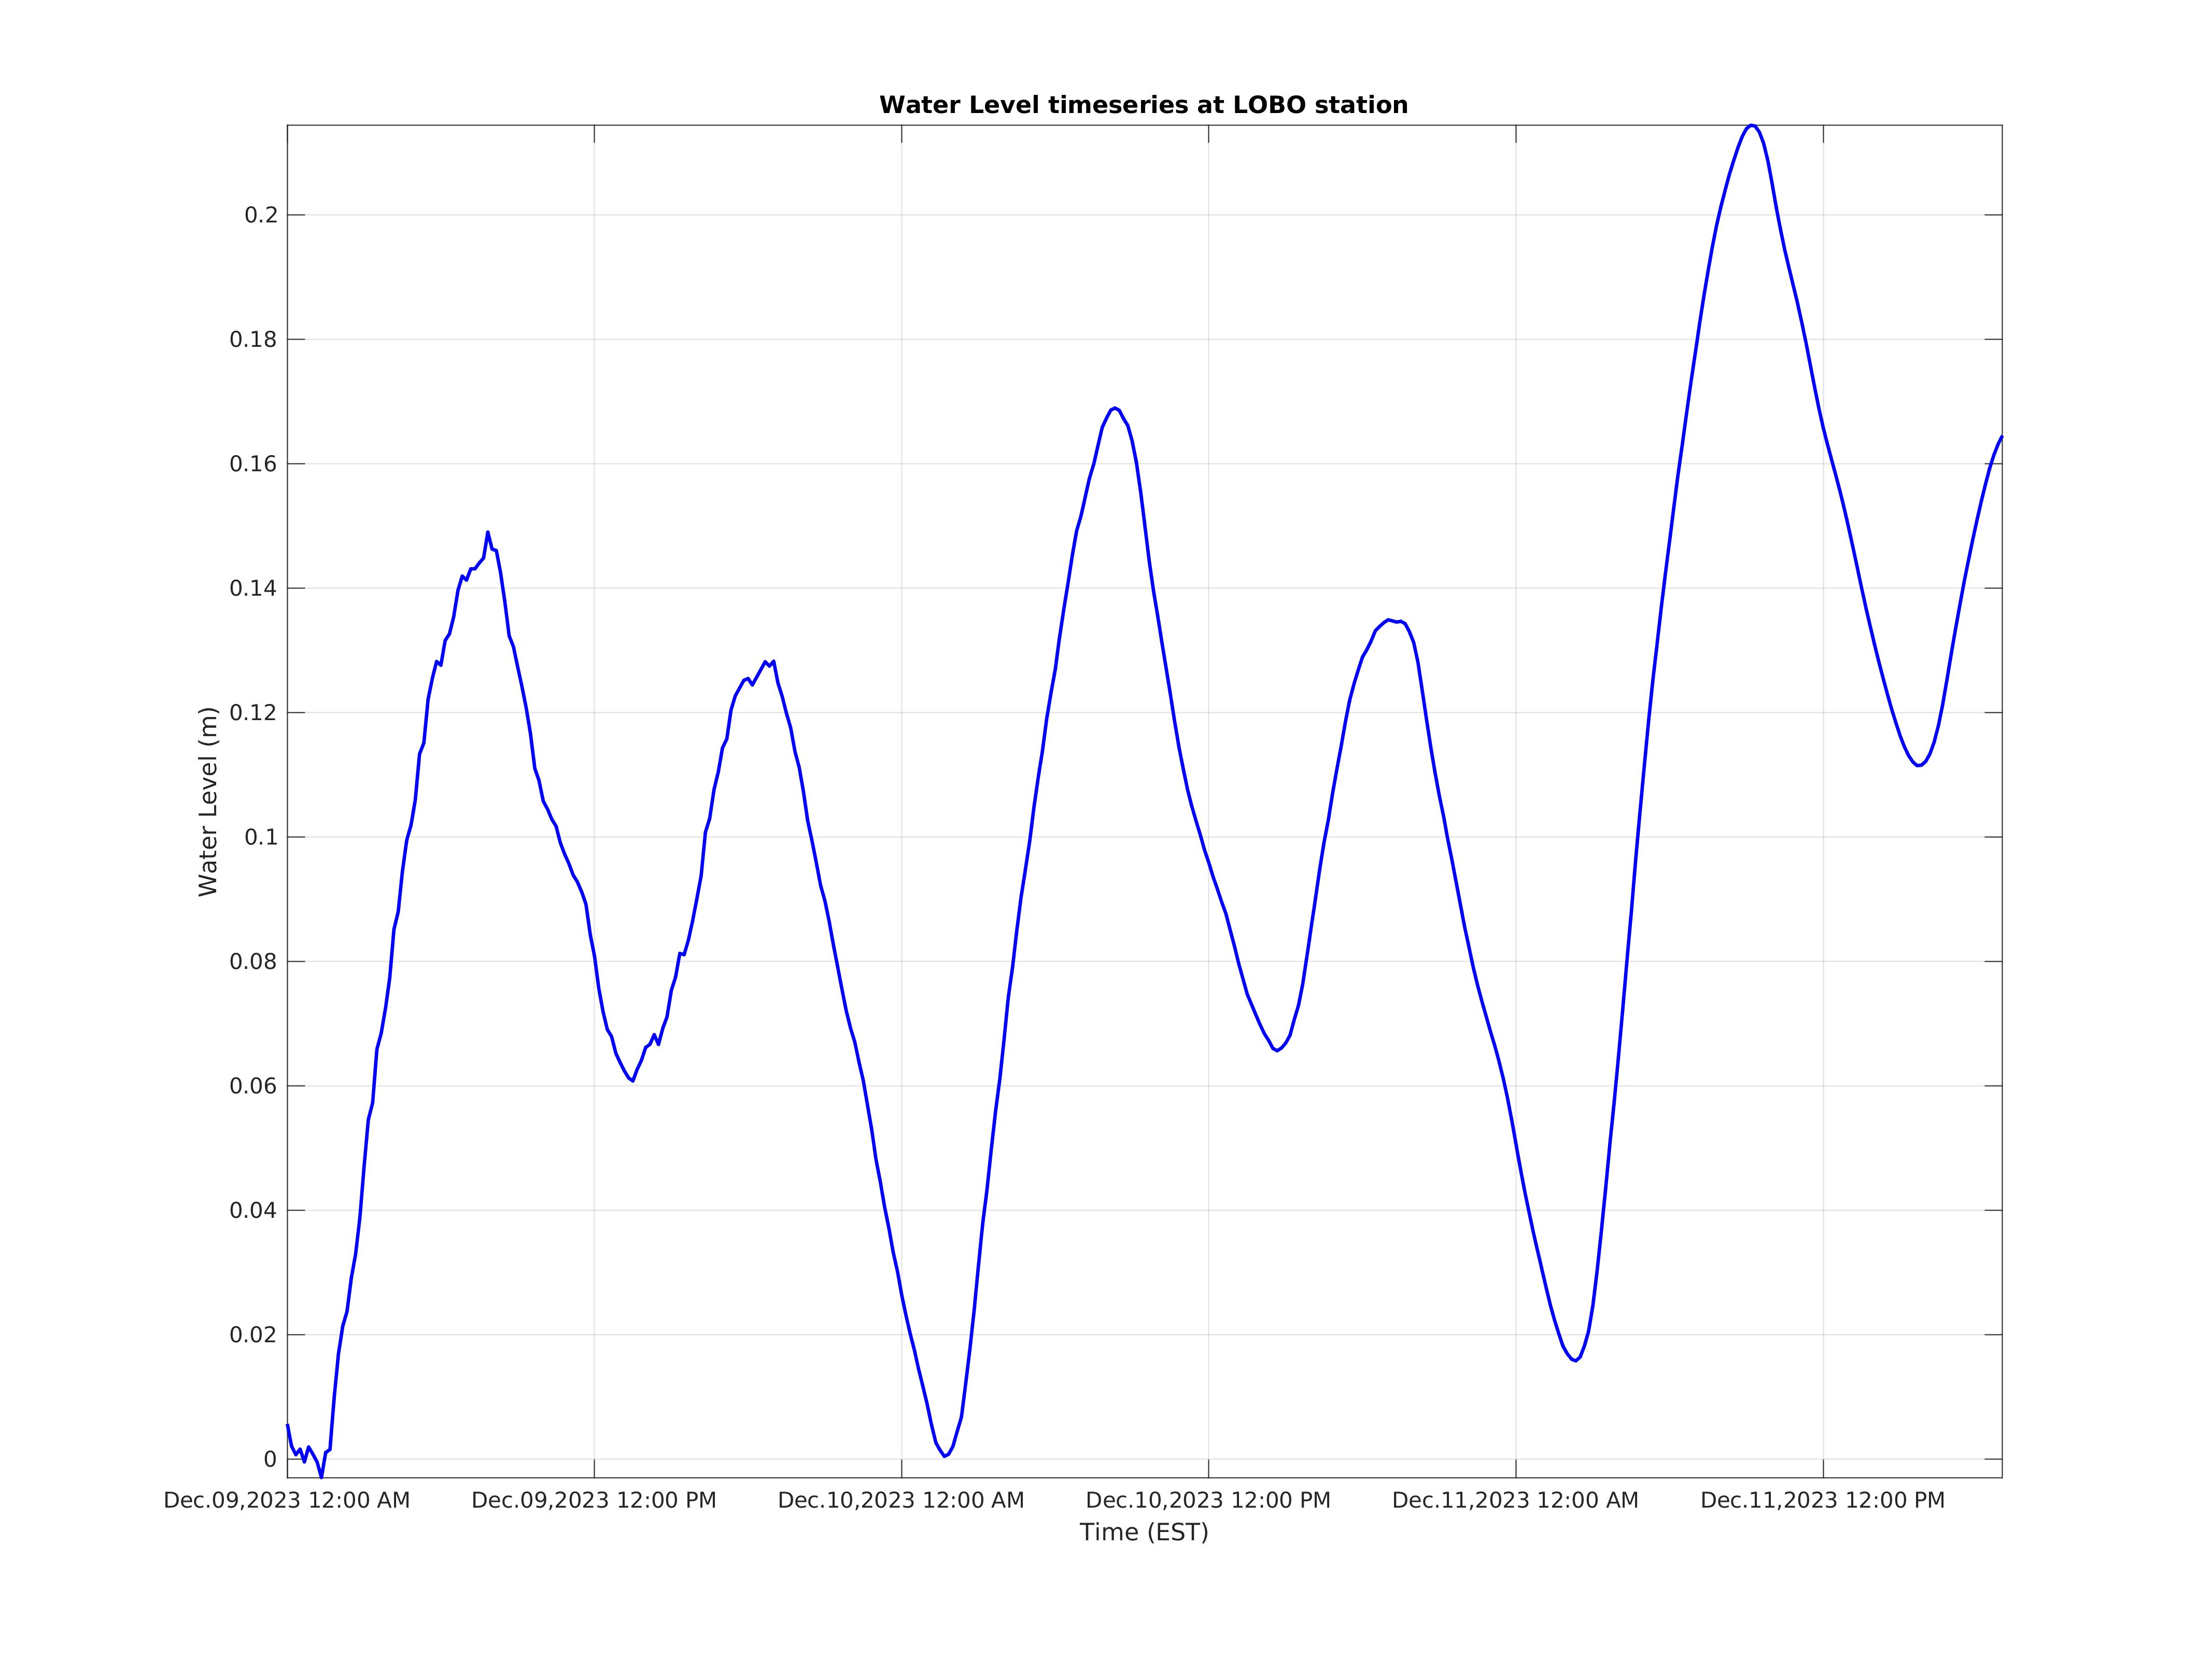 Water Level timeseries at LOBO station
Water Level (m)
0.2
0.18
0.16
0.14
0.12
0.1
0.08
0.06
0.04
0.02
0
Dec.09,2023 12:00 AM Dec.09,2023 12:00 PM Dec.10,2023 12:00 AM Dec.10,2023 12:00 PM Dec.11,2023 12:00 AM Dec.11,2023 12:00 PM
Time (EST)